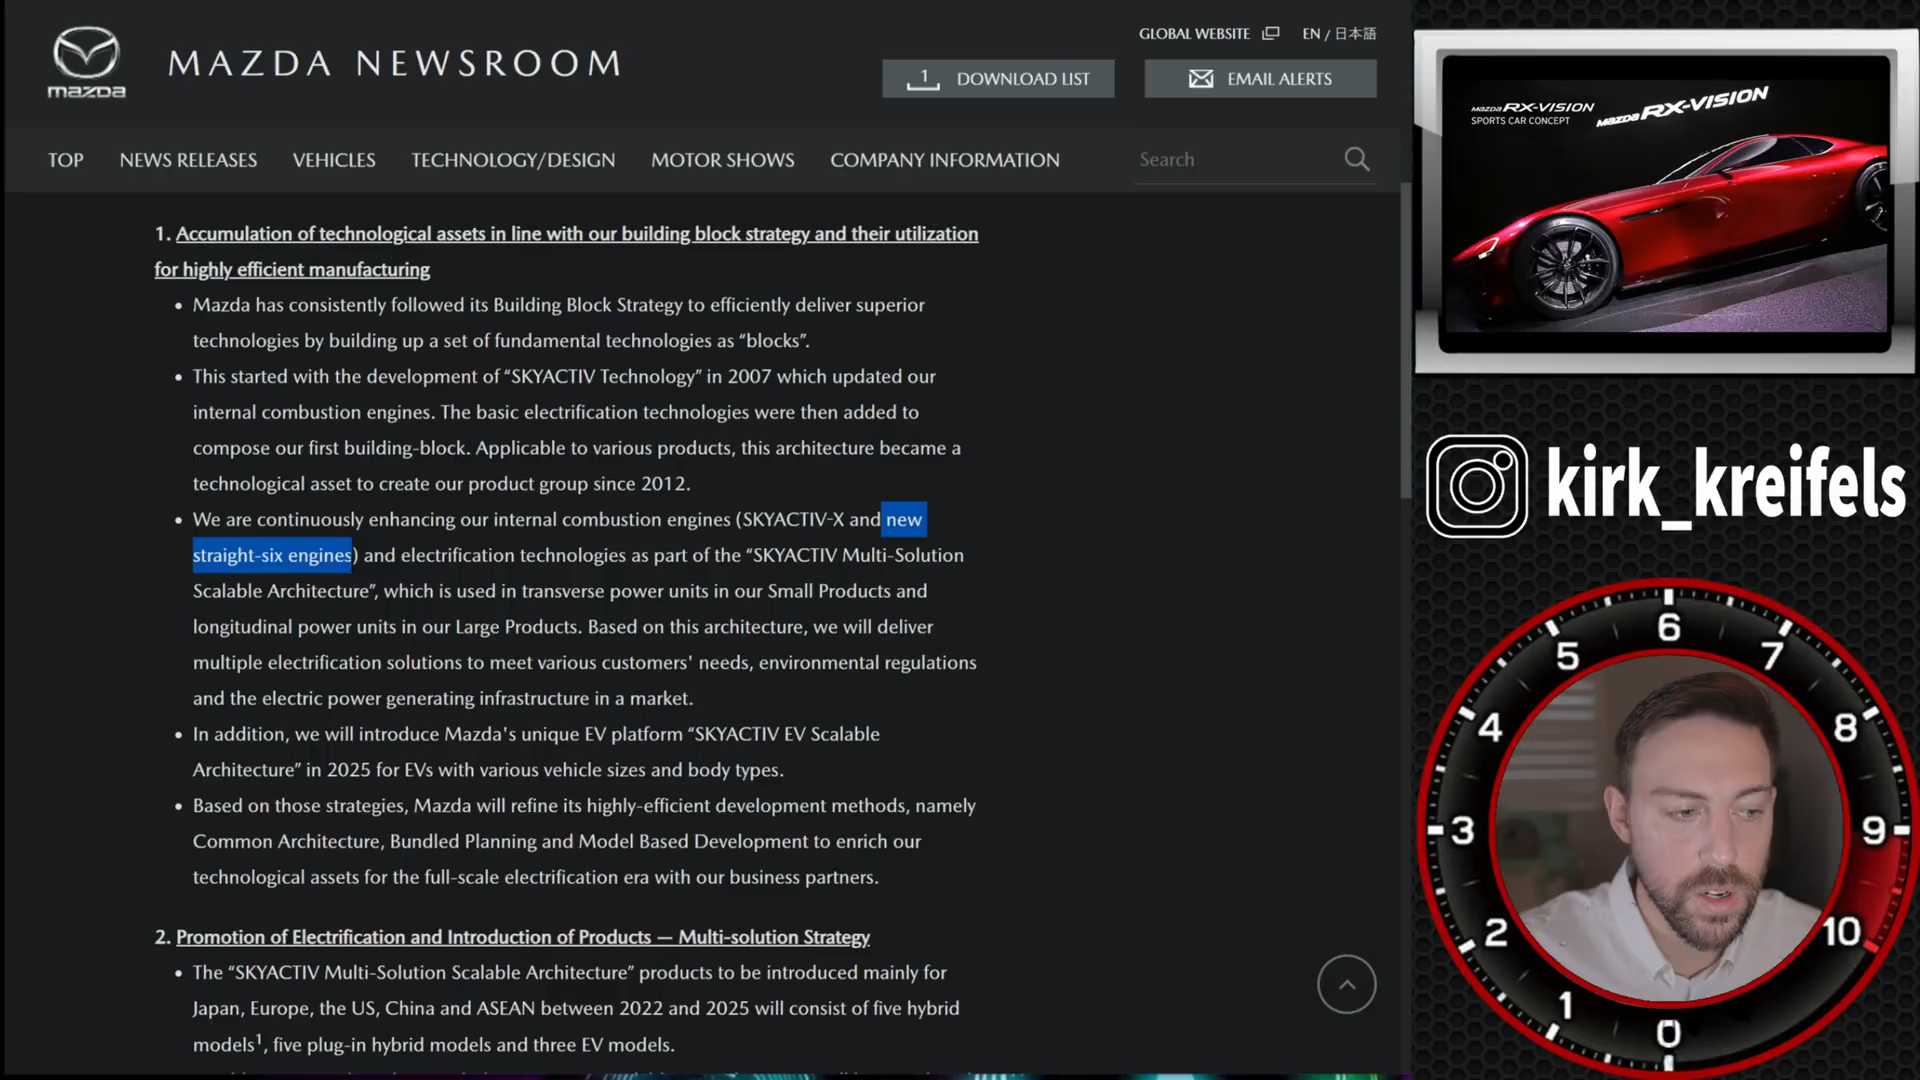 mazda
MAZDA NEWSROOM
GLOBAL WEBSITE
EN / 日本語
1 DOWNLOAD LIST
EMAIL ALERTS
TOP
NEWS RELEASES
VEHICLES
TECHNOLOGY/DESIGN
MOTOR SHOWS
COMPANY INFORMATION
Search
1. Accumulation of technological assets in line with our building block strategy and their utilization
for highly efficient manufacturing
• Mazda has consistently followed its Building Block Strategy to efficiently deliver superior
technologies by building up a set of fundamental technologies as “blocks”.
• This started with the development of “SKYACTIV Technology” in 2007 which updated our
internal combustion engines. The basic electrification technologies were then added to
compose our first building-block. Applicable to various products, this architecture became a
technological asset to create our product group since 2012.
• We are continuously enhancing our internal combustion engines (SKYACTIV-X and new
straight-six engines) and electrification technologies as part of the “SKYACTIV Multi-Solution
Scalable Architecture”, which is used in transverse power units in our Small Products and
longitudinal power units in our Large Products. Based on this architecture, we will deliver
multiple electrification solutions to meet various customers' needs, environmental regulations
and the electric power generating infrastructure in a market.
• In addition, we will introduce Mazda's unique EV platform “SKYACTIV EV Scalable
Architecture” in 2025 for EVs with various vehicle sizes and body types.
• Based on those strategies, Mazda will refine its highly-efficient development methods, namely
Common Architecture, Bundled Planning and Model Based Development to enrich our
technological assets for the full-scale electrification era with our business partners.
2. Promotion of Electrification and Introduction of Products — Multi-solution Strategy
• The “SKYACTIV Multi-Solution Scalable Architecture” products to be introduced mainly for
Japan, Europe, the US, China and ASEAN between 2022 and 2025 will consist of five hybrid
models1, five plug-in hybrid models and three EV models.
mazda RX-VISION
SPORTS CAR CONCEPT
mazda RX-VISION
kirk_kreifels
0
1
2
3
4
5
6
7
8
9
10